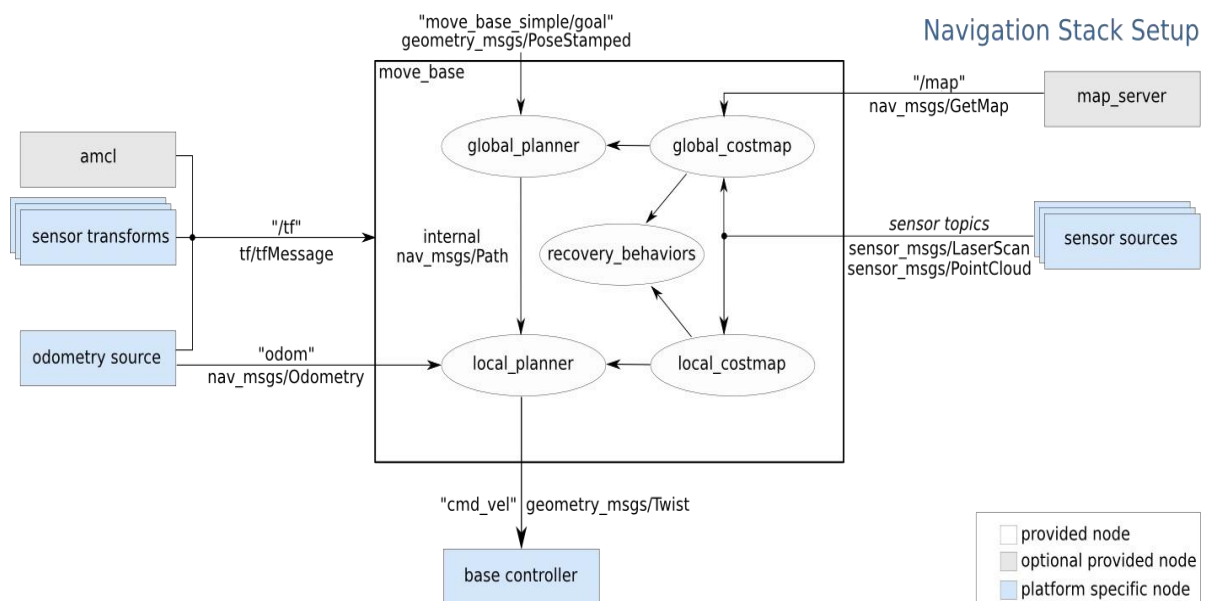 "move_base_simple/goal"
geometry_msgs/PoseStamped
Navigation Stack Setup
move_base
"/map"
nav_msgs/GetMap
map_server
amcl
global_planner
global_costmap
sensor transforms
"/tf"
tf/tfMessage
internal
nav_msgs/Path
recovery_behaviors
sensor topics
sensor_msgs/LaserScan
sensor_msgs/PointCloud
sensor sources
odometry source
"odom"
nav_msgs/Odometry
local_planner
local_costmap
"cmd_vel"
geometry_msgs/Twist
base controller
provided node
optional provided node
platform specific node